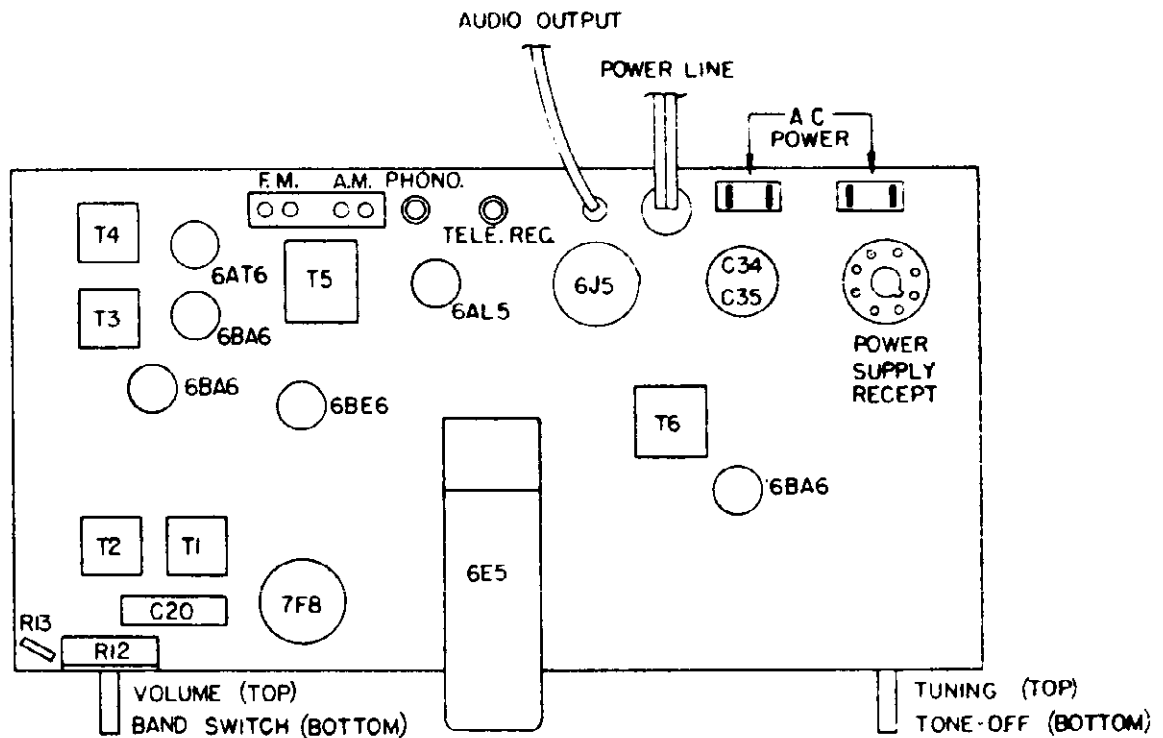 AUDIO OUTPUT
POWER LINE
A C
POWER
F. M.
A.M.
PHONO.
TELE. REC.
T4
6AT6
T5
6AL5
6J5
C34
C35
T3
6BA6
POWER
SUPPLY
RECEPT
6BA6
6BE6
T6
6BA6
T2
T1
6E5
7F8
C20
R13
R12
VOLUME (TOP)
BAND SWITCH (BOTTOM)
TUNING (TOP)
TONE-OFF (BOTTOM)